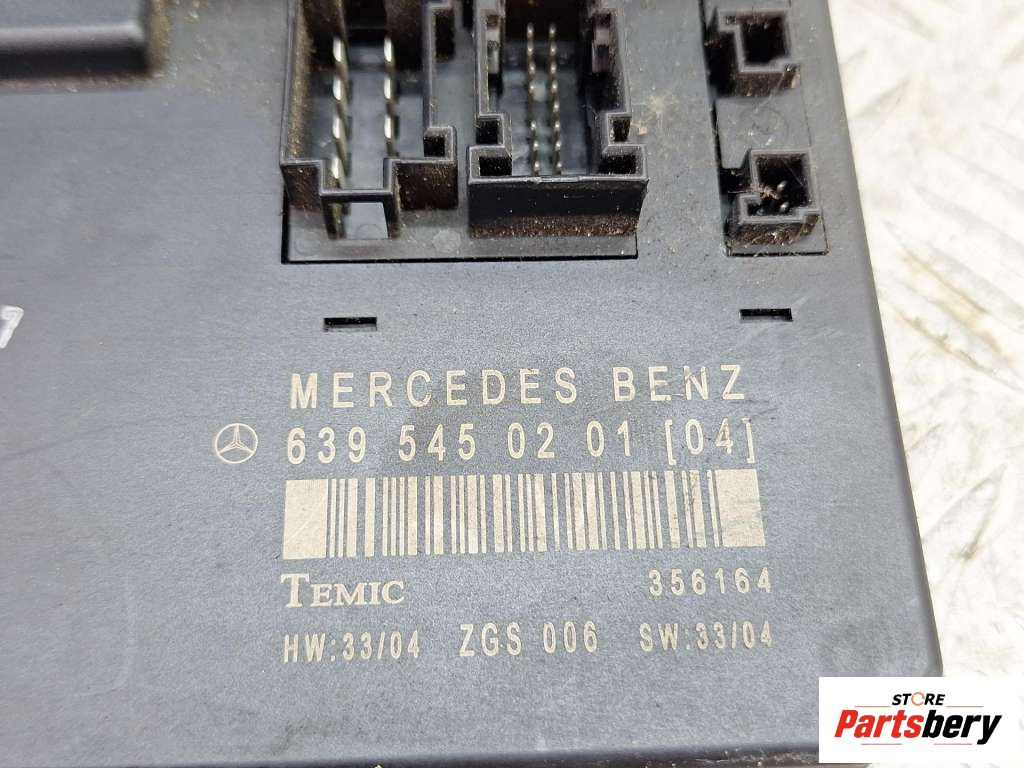 MERCEDES BENZ
639 545 02 01 [04]
TEMIC 356164
HW:33/04 ZGS 006 SW:33/04
STORE
Partsbery